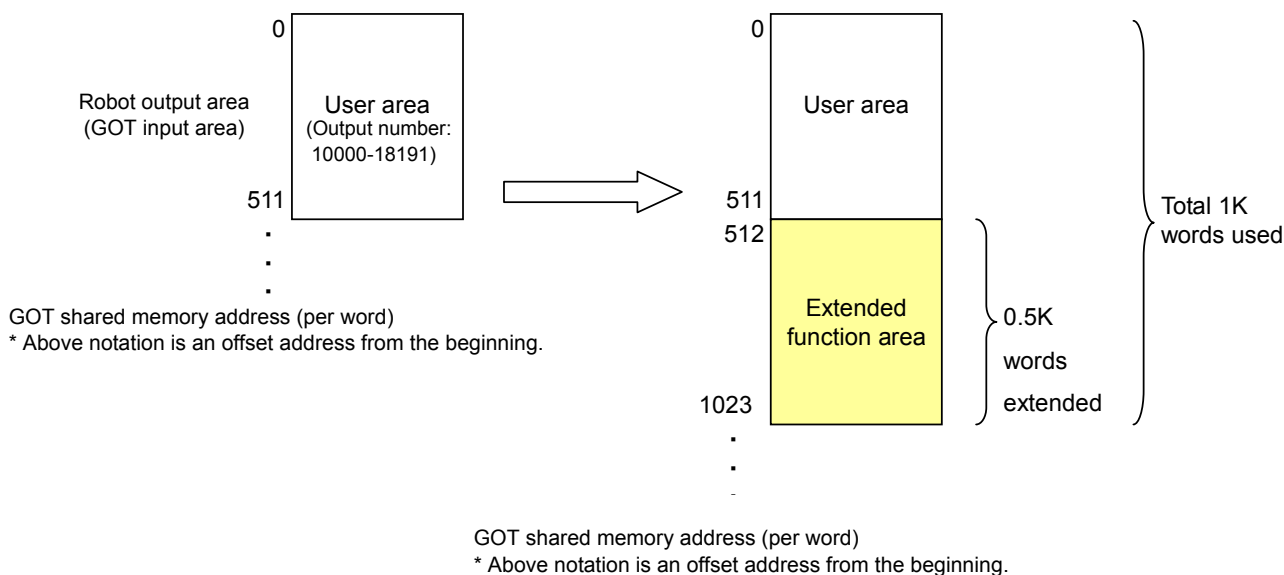 0
Robot output area
(GOT input area)
User area
(Output number:
10000-18191)
511
.
.
.
GOT shared memory address (per word)
* Above notation is an offset address from the beginning.
0
User area
511
512
Extended
function area
1023
.
.
.
0.5K
words
extended
Total 1K
words used
GOT shared memory address (per word)
* Above notation is an offset address from the beginning.